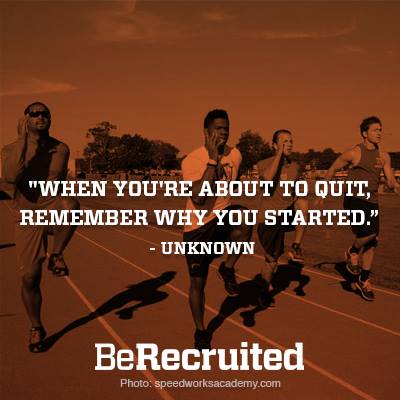 "WHEN YOU'RE ABOUT TO QUIT,
REMEMBER WHY YOU STARTED.”
- UNKNOWN
BeRecruited
Photo: speedworksacademy.com